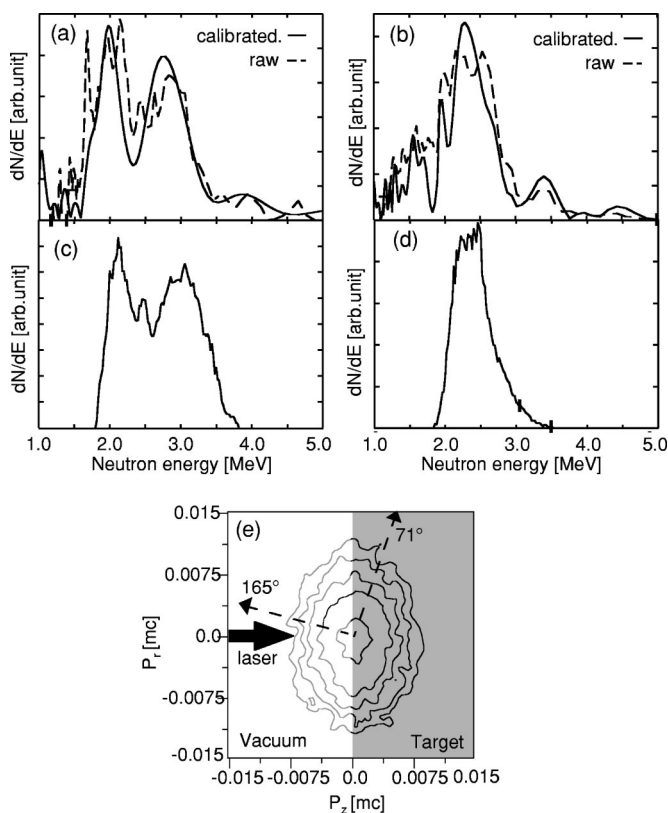 (a)
calibrated.
raw
dN/dE [arb.unit]
(b)
calibrated.
raw
dN/dE [arb.unit]
(c)
dN/dE [arb.unit]
1.0 2.0 3.0 4.0 5.0
Neutron energy [MeV]
(d)
dN/dE [arb.unit]
1.0 2.0 3.0 4.0 5.0
Neutron energy [MeV]
(e)
0.015
0.0075
0.0
-0.0075
-0.015
Pr [mc]
71°
165°
laser
Vacuum
Target
-0.015 -0.0075 0.0 0.0075 0.015
Pz [mc]